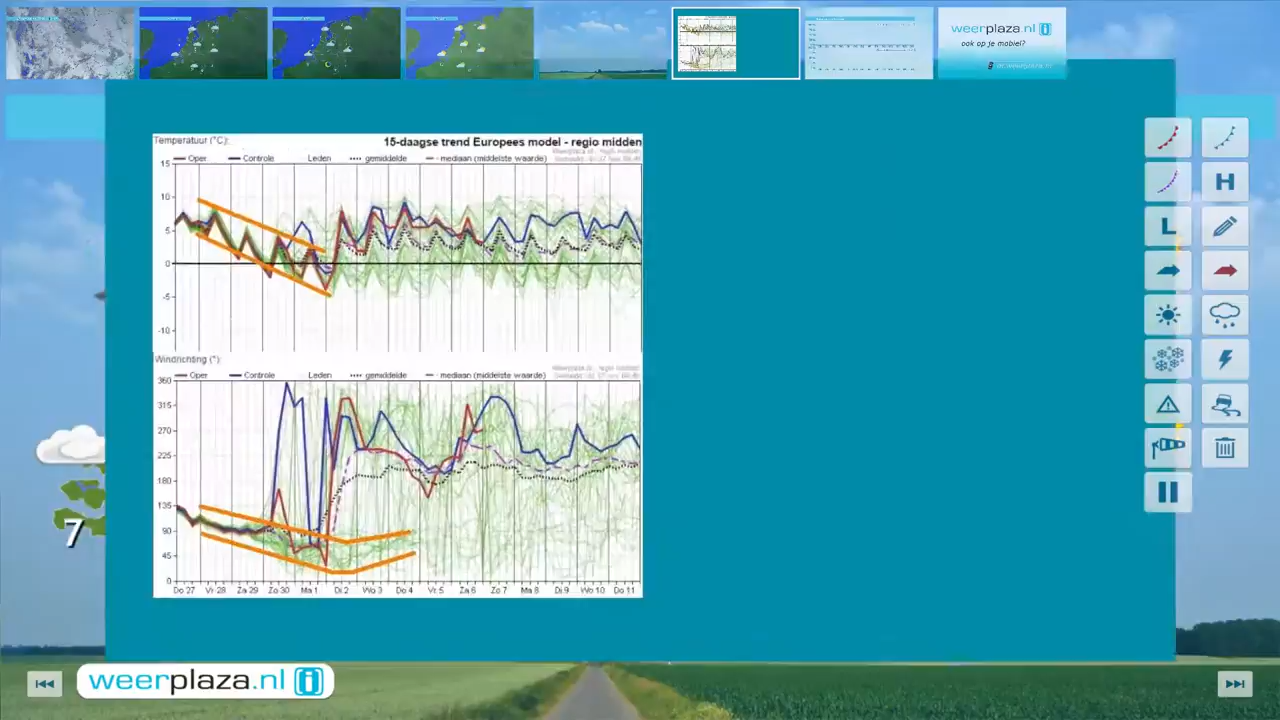 weerplaza.nl
ook op je mobiel?
Temperatuur (°C):
15-daagse trend Europees model - regio midden
Oper Controle Leden gemiddelde mediaan (middelste waarde)
15
10
5
0
-5
-10
Windrichting (°):
Oper Controle Leden gemiddelde mediaan (middelste waarde)
360
315
270
225
180
135
90
45
0
Do 27 Vr 28 Za 29 Zo 30 Ma 1 Di 2 Wo 3 Do 4 Vr 5 Za 6 Zo 7 Ma 8 Di 9 Wo 10 Do 11
H
L
7
weerplaza.nl